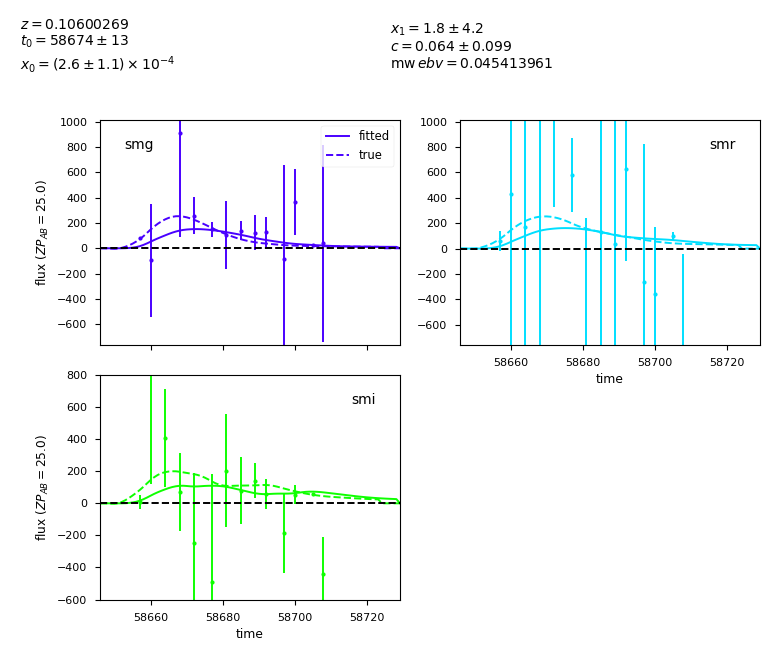 z = 0.10600269
t₀ = 58674 ± 13
x₀ = (2.6 ± 1.1) × 10⁻⁴
x₁ = 1.8 ± 4.2
c = 0.064 ± 0.099
mw ebv = 0.045413961
1000
800
600
400
200
0
−200
−400
−600
flux (ZP_AB = 25.0)
smg
fitted
true
1000
800
600
400
200
0
−200
−400
−600
smr
58660 58680 58700 58720
time
800
600
400
200
0
−200
−400
−600
flux (ZP_AB = 25.0)
smi
58660 58680 58700 58720
time